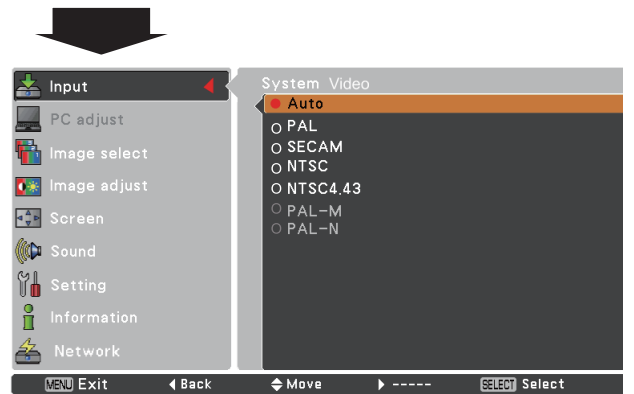 Input
PC adjust
Image select
Image adjust
Screen
Sound
Setting
Information
Network
System Video
Auto
PAL
SECAM
NTSC
NTSC4.43
PAL-M
PAL-N
MENU Exit Back Move ----- SELECT Select